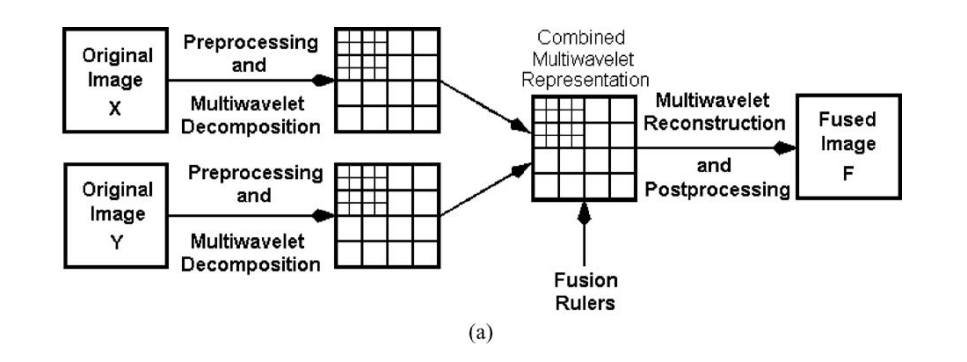 Original
Image
X
Preprocessing
and
Multiwavelet
Decomposition
Original
Image
Y
Preprocessing
and
Multiwavelet
Decomposition
Combined
Multiwavelet
Representation
Fusion
Rulers
Multiwavelet
Reconstruction
and
Postprocessing
Fused
Image
F
(a)